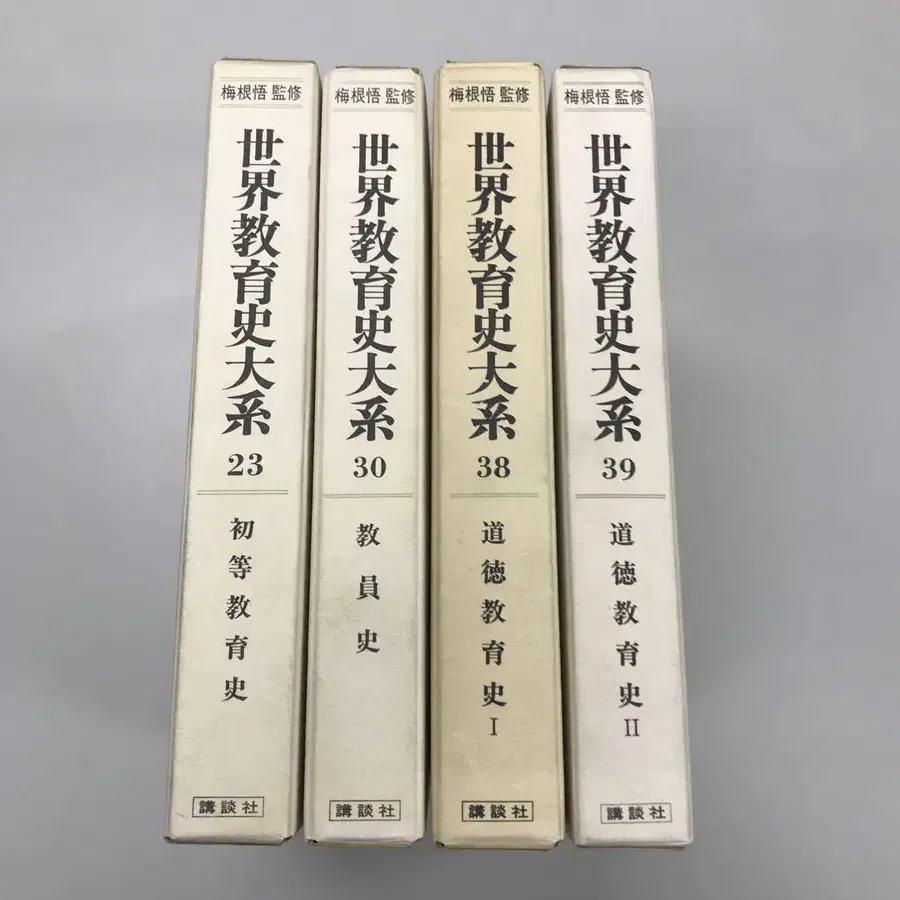 梅根悟 監修
世界教育史大系
23
初等教育史
講談社
梅根悟 監修
世界教育史大系
30
教員史
講談社
梅根悟 監修
世界教育史大系
38
道徳教育史 I
講談社
梅根悟 監修
世界教育史大系
39
道徳教育史 II
講談社